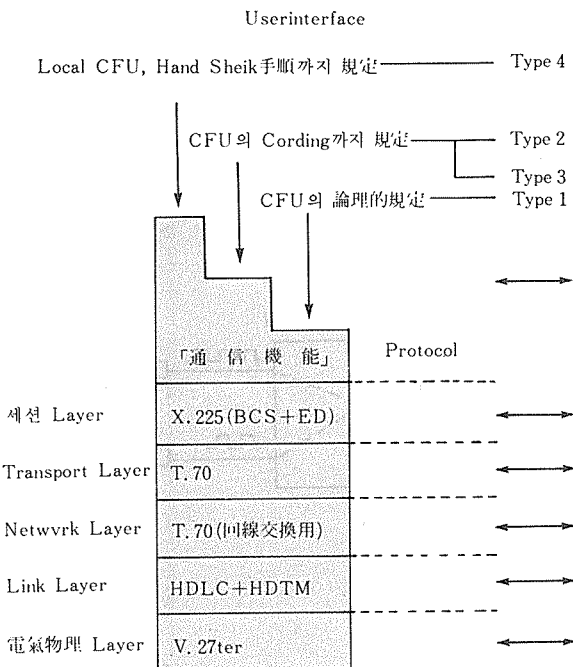 Userinterface
Local CFU, Hand Sheik手順까지 規定 Type 4
CFU의 Cording까지 規定 Type 2
Type 3
CFU의 論理的規定 Type 1
「通 信 機 能」 Protocol
세션 Layer X.225(BCS+ED)
Transport Layer T.70
Netwvrk Layer T.70(回線交換用)
Link Layer HDLC+HDTM
電氣物理 Layer V.27ter